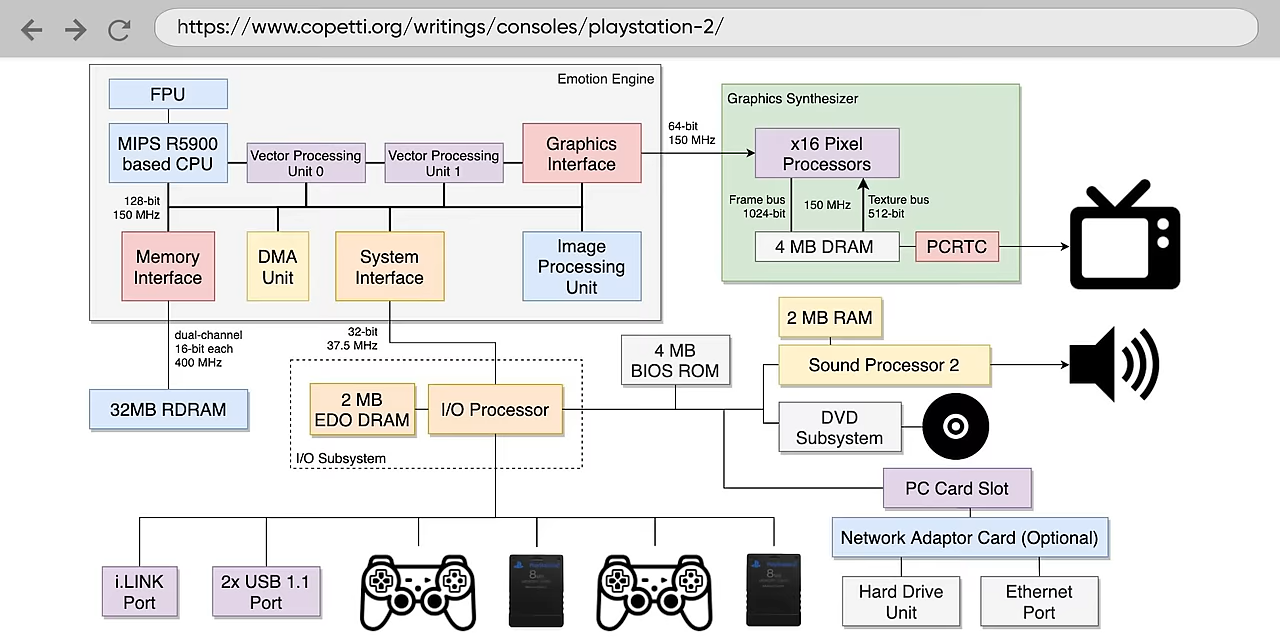 https://www.copetti.org/writings/consoles/playstation-2/
Emotion Engine
FPU
MIPS R5900
based CPU
Vector Processing
Unit 0
Vector Processing
Unit 1
Graphics
Interface
64-bit
150 MHz
128-bit
150 MHz
Memory
Interface
DMA
Unit
System
Interface
Image
Processing
Unit
Graphics Synthesizer
x16 Pixel
Processors
Frame bus
1024-bit
150 MHz
Texture bus
512-bit
4 MB DRAM
PCRTC
dual-channel
16-bit each
400 MHz
32-bit
37.5 MHz
32MB RDRAM
2 MB
EDO DRAM
I/O Processor
I/O Subsystem
4 MB
BIOS ROM
2 MB RAM
Sound Processor 2
DVD
Subsystem
PC Card Slot
Network Adaptor Card (Optional)
Hard Drive
Unit
Ethernet
Port
i.LINK
Port
2x USB 1.1
Port
8MB
8MB